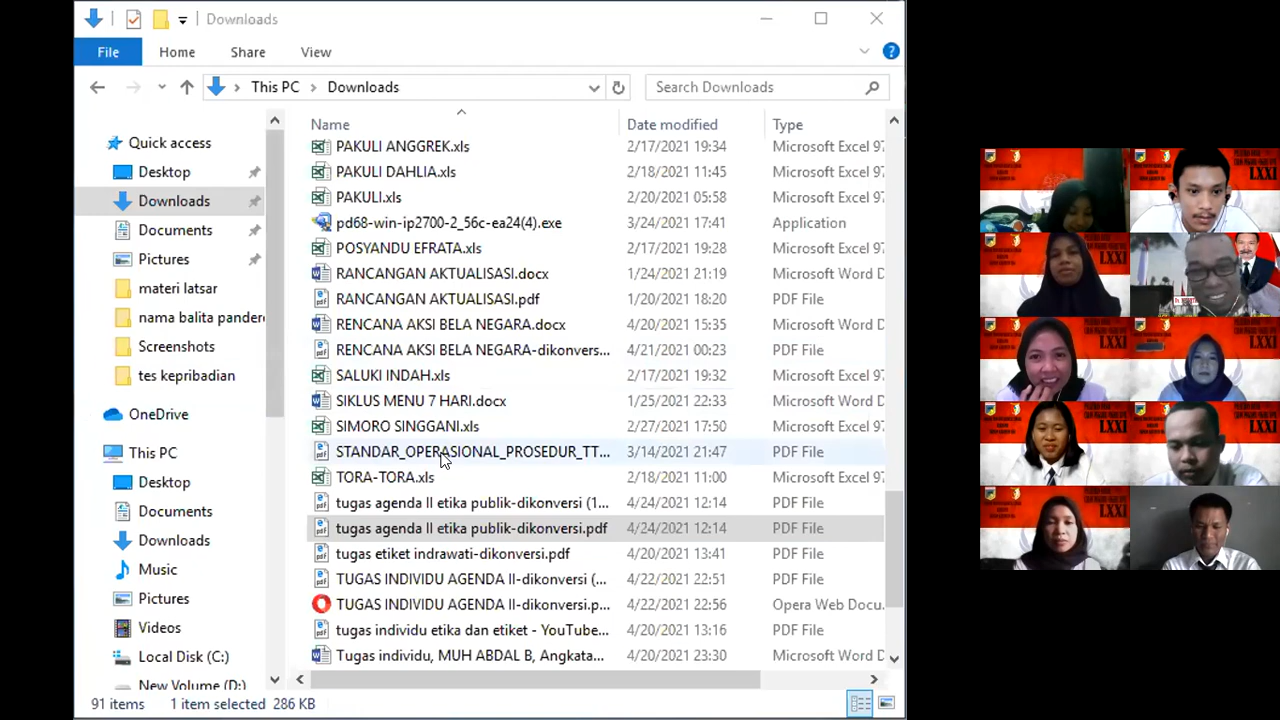 Downloads
File Home Share View
This PC Downloads Search Downloads
Name Date modified Type
PAKULI ANGGREK.xls 2/17/2021 19:34 Microsoft Excel 97
PAKULI DAHLIA.xls 2/18/2021 11:45 Microsoft Excel 97
PAKULI.xls 2/20/2021 05:58 Microsoft Excel 97
pd68-win-ip2700-2_56c-ea24(4).exe 3/24/2021 17:41 Application
POSYANDU EFRATA.xls 2/17/2021 19:28 Microsoft Excel 97
RANCANGAN AKTUALISASI.docx 1/24/2021 21:19 Microsoft Word D
RANCANGAN AKTUALISASI.pdf 1/20/2021 18:20 PDF File
RENCANA AKSI BELA NEGARA.docx 4/20/2021 15:35 Microsoft Word D
RENCANA AKSI BELA NEGARA-dikonvers... 4/21/2021 00:23 PDF File
SALUKI INDAH.xls 2/17/2021 19:32 Microsoft Excel 97
SIKLUS MENU 7 HARI.docx 1/25/2021 22:33 Microsoft Word D
SIMORO SINGGANI.xls 2/27/2021 17:50 Microsoft Excel 97
STANDAR_OPERASIONAL_PROSEDUR_TT... 3/14/2021 21:47 PDF File
TORA-TORA.xls 2/18/2021 11:00 Microsoft Excel 97
tugas agenda II etika publik-dikonversi (1... 4/24/2021 12:14 PDF File
tugas agenda II etika publik-dikonversi.pdf 4/24/2021 12:14 PDF File
tugas etiket indrawati-dikonversi.pdf 4/20/2021 13:41 PDF File
TUGAS INDIVIDU AGENDA II-dikonversi (... 4/22/2021 22:51 PDF File
TUGAS INDIVIDU AGENDA II-dikonversi.p... 4/22/2021 22:56 Opera Web Docu...
tugas individu etika dan etiket - YouTube... 4/20/2021 13:16 PDF File
Tugas individu, MUH ABDAL B, Angkata... 4/20/2021 23:30 Microsoft Word D
Quick access
Desktop
Downloads
Documents
Pictures
materi latsar
nama balita pandere
Screenshots
tes kepribadian
OneDrive
This PC
Desktop
Documents
Downloads
Music
Pictures
Videos
Local Disk (C:)
New Volume (D:)
91 items 1 item selected 286 KB
LXXI
LXXI
LXXI
LXXI
LXXI
LXXI
LXXI
LXXI